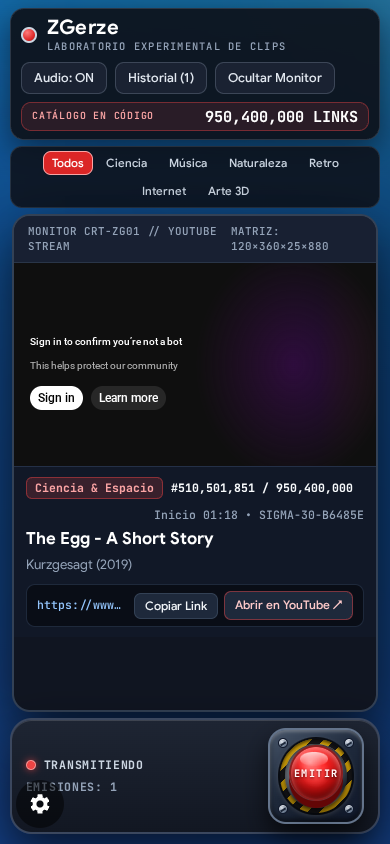 ZGerze
LABORATORIO EXPERIMENTAL DE CLIPS
Audio: ON
Historial (1)
Ocultar Monitor
CATÁLOGO EN CÓDIGO
950,400,000 LINKS
Todos
Ciencia
Música
Naturaleza
Retro
Internet
Arte 3D
MONITOR CRT-ZG01 // YOUTUBE STREAM
MATRIZ: 120×360×25×880
Sign in to confirm you're not a bot
This helps protect our community
Sign in
Learn more
Ciencia & Espacio
#510,501,851 / 950,400,000
Inicio 01:18 • SIGMA-30-B6485E
The Egg - A Short Story
Kurzgesagt (2019)
https://www…
Copiar Link
Abrir en YouTube ↗
TRANSMITIENDO
EMISIONES: 1
EMITIR